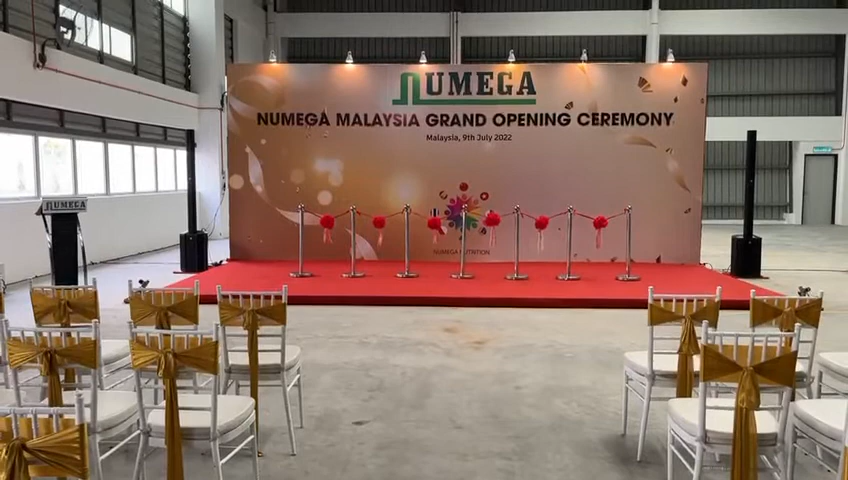 NUMEGA
NUMEGA MALAYSIA GRAND OPENING CEREMONY
Malaysia, 9th July 2022
NUMEGA NUTRITION
NUMEGA